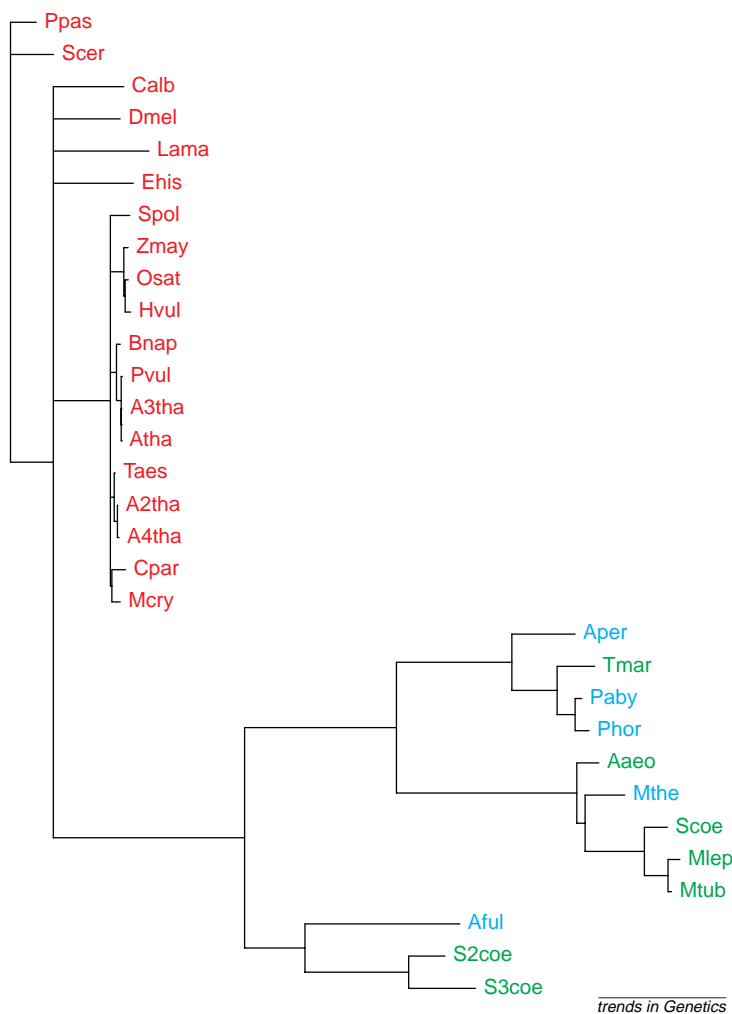 Ppas
Scer
Calb
Dmel
Lama
Ehis
Spol
Zmay
Osat
Hvul
Bnap
Pvul
A3tha
Atha
Taes
A2tha
A4tha
Cpar
Mcry
Aper
Tmar
Paby
Phor
Aaeo
Mthe
Scoe
Mlep
Mtub
Aful
S2coe
S3coe
trends in Genetics